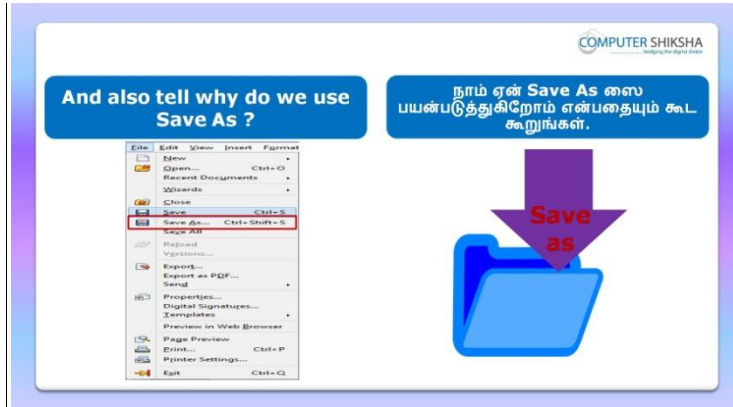 COMPUTER SHIKSHA
bridging the digital divide
And also tell why do we use
Save As ?
நாம் ஏன் Save As ஸை
பயன்படுத்துகிறோம் என்பதையும் கூட
கூறுங்கள்.
File Edit View Insert Format
New
Open... Ctrl+O
Recent Documents
Wizards
Close
Save Ctrl+S
Save As... Ctrl+Shift+S
Save All
Reload
Versions...
Export...
Export as PDF...
Send
Properties...
Digital Signatures...
Templates
Preview in Web Browser
Page Preview
Print... Ctrl+P
Printer Settings...
Exit Ctrl+Q
Save
as